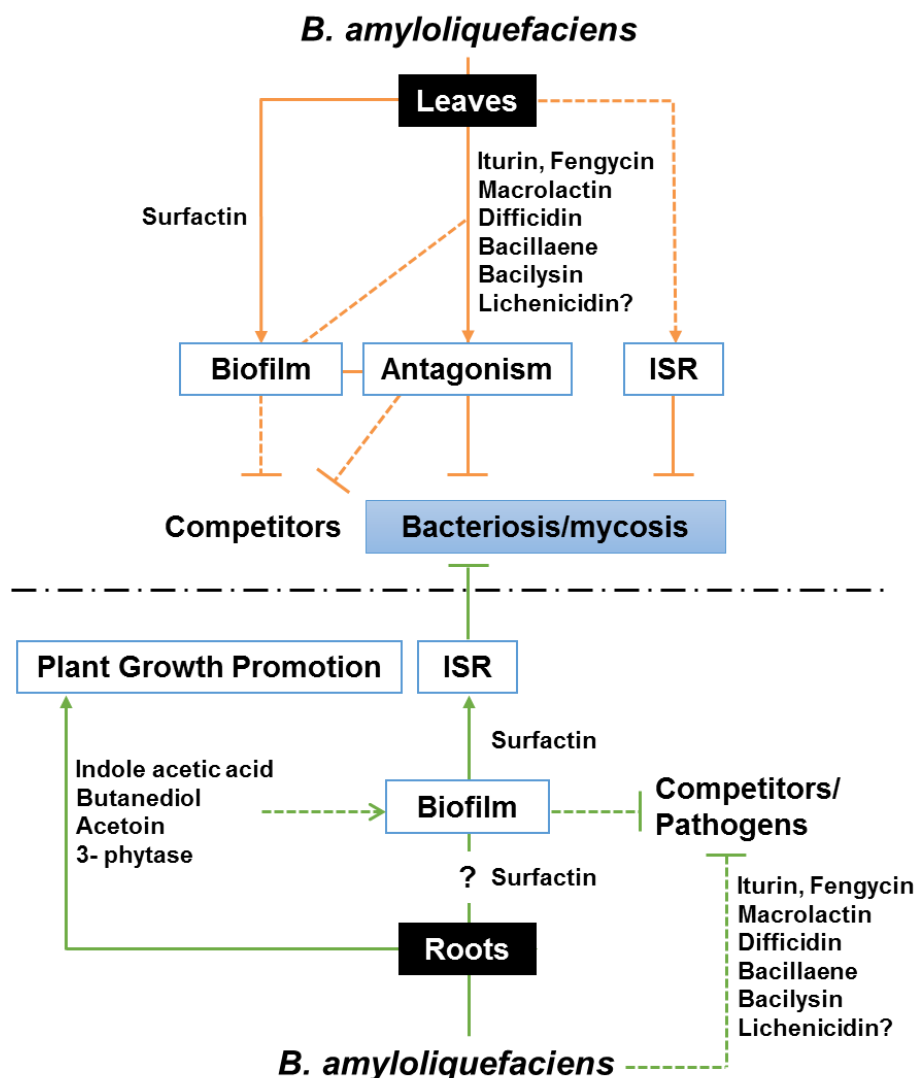 B. amyloliquefaciens
Leaves
Iturin, Fengycin
Macrolactin
Difficidin
Bacillaene
Bacilysin
Lichenicidin?
Surfactin
Biofilm
Antagonism
ISR
Competitors
Bacteriosis/mycosis
Plant Growth Promotion
ISR
Surfactin
Indole acetic acid
Butanediol
Acetoin
3- phytase
Biofilm
Competitors/
Pathogens
? Surfactin
Iturin, Fengycin
Macrolactin
Difficidin
Bacillaene
Bacilysin
Lichenicidin?
Roots
B. amyloliquefaciens